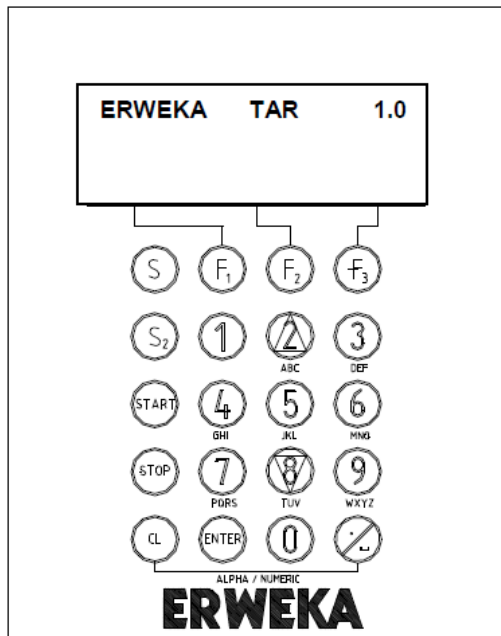 ERWEKA TAR 1.0
S F1 F2 F3
S2 1 2 3
ABC DEF
START 4 5 6
GHI JKL MNO
STOP 7 8 9
PQRS TUV WXYZ
CL ENTER 0 . -
ALPHA / NUMERIC
ERWEKA